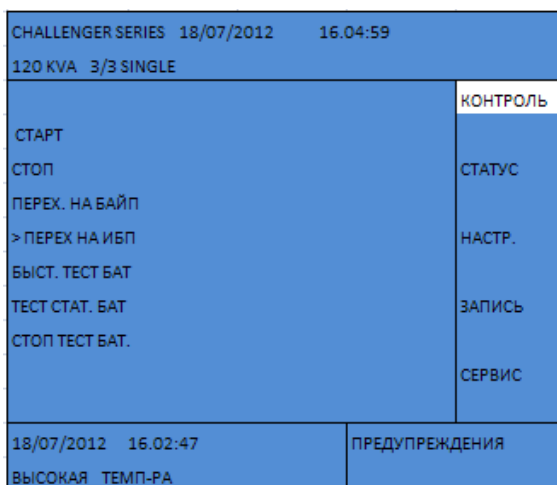 CHALLENGER SERIES 18/07/2012 16.04:59
120 KVA 3/3 SINGLE
КОНТРОЛЬ
СТАРТ
СТОП
СТАТУС
ПЕРЕХ. НА БАЙП
> ПЕРЕХ НА ИБП
НАСТР.
БЫСТ. ТЕСТ БАТ
ТЕСТ СТАТ. БАТ
ЗАПИСЬ
СТОП ТЕСТ БАТ.
СЕРВИС
18/07/2012 16.02:47
ПРЕДУПРЕЖДЕНИЯ
ВЫСОКАЯ ТЕМП-РА